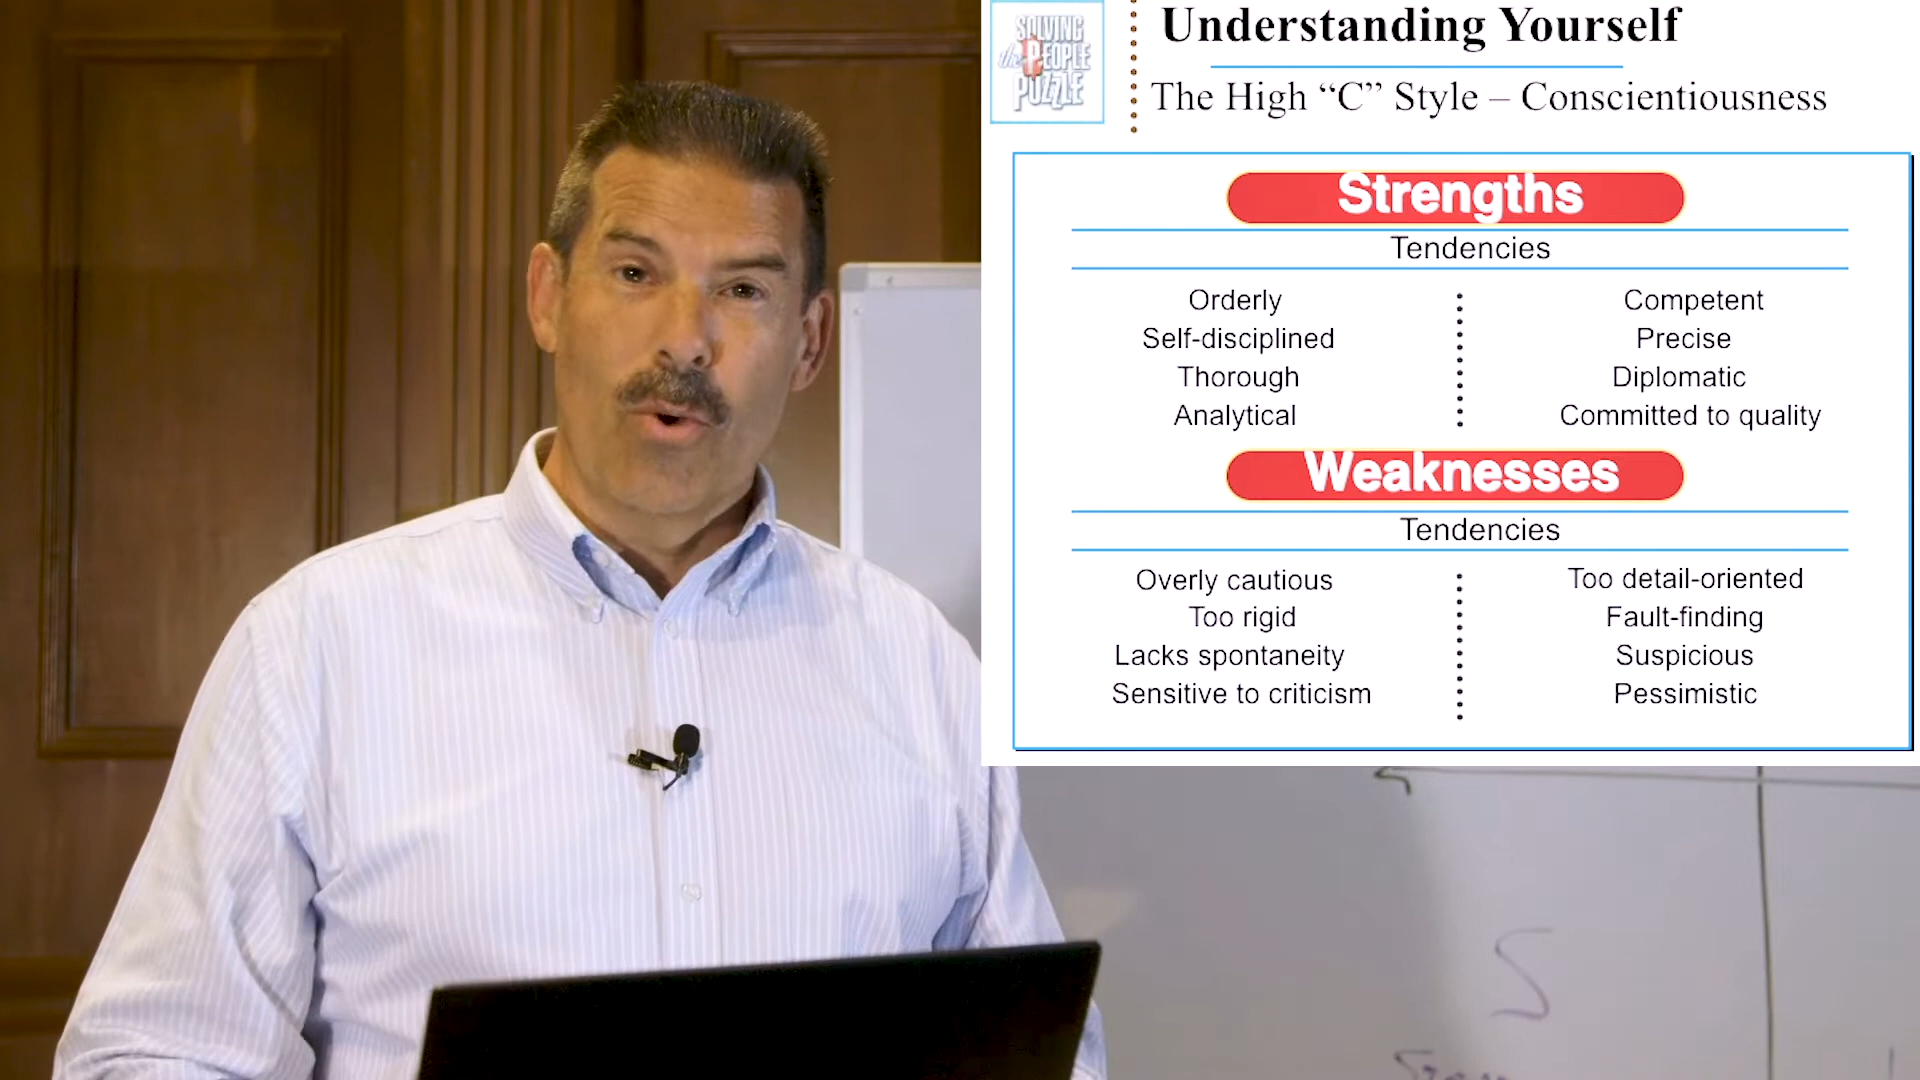 SOLVING
the PEOPLE
PUZZLE
Understanding Yourself
The High “C” Style – Conscientiousness
Strengths
Tendencies
Orderly Competent
Self-disciplined Precise
Thorough Diplomatic
Analytical Committed to quality
Weaknesses
Tendencies
Overly cautious Too detail-oriented
Too rigid Fault-finding
Lacks spontaneity Suspicious
Sensitive to criticism Pessimistic
S